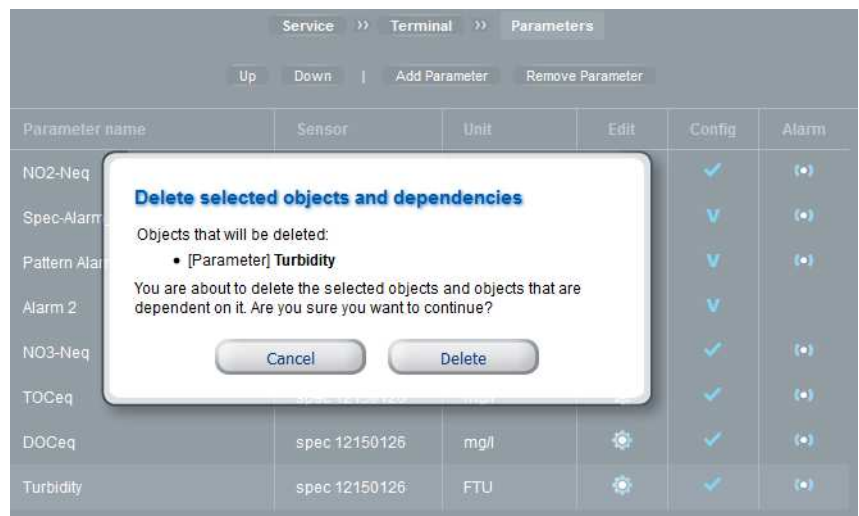 Service >> Terminal >> Parameters
Up Down | Add Parameter Remove Parameter
Parameter name Sensor Unit Edit Config Alarm
NO2-Neq
Spec-Alarm
Pattern Alar
Alarm 2
NO3-Neq
TOCeq
Delete selected objects and dependencies
Objects that will be deleted:
• [Parameter] Turbidity
You are about to delete the selected objects and objects that are
dependent on it. Are you sure you want to continue?
Cancel Delete
DOCeq spec 12150126 mg/l
Turbidity spec 12150126 FTU